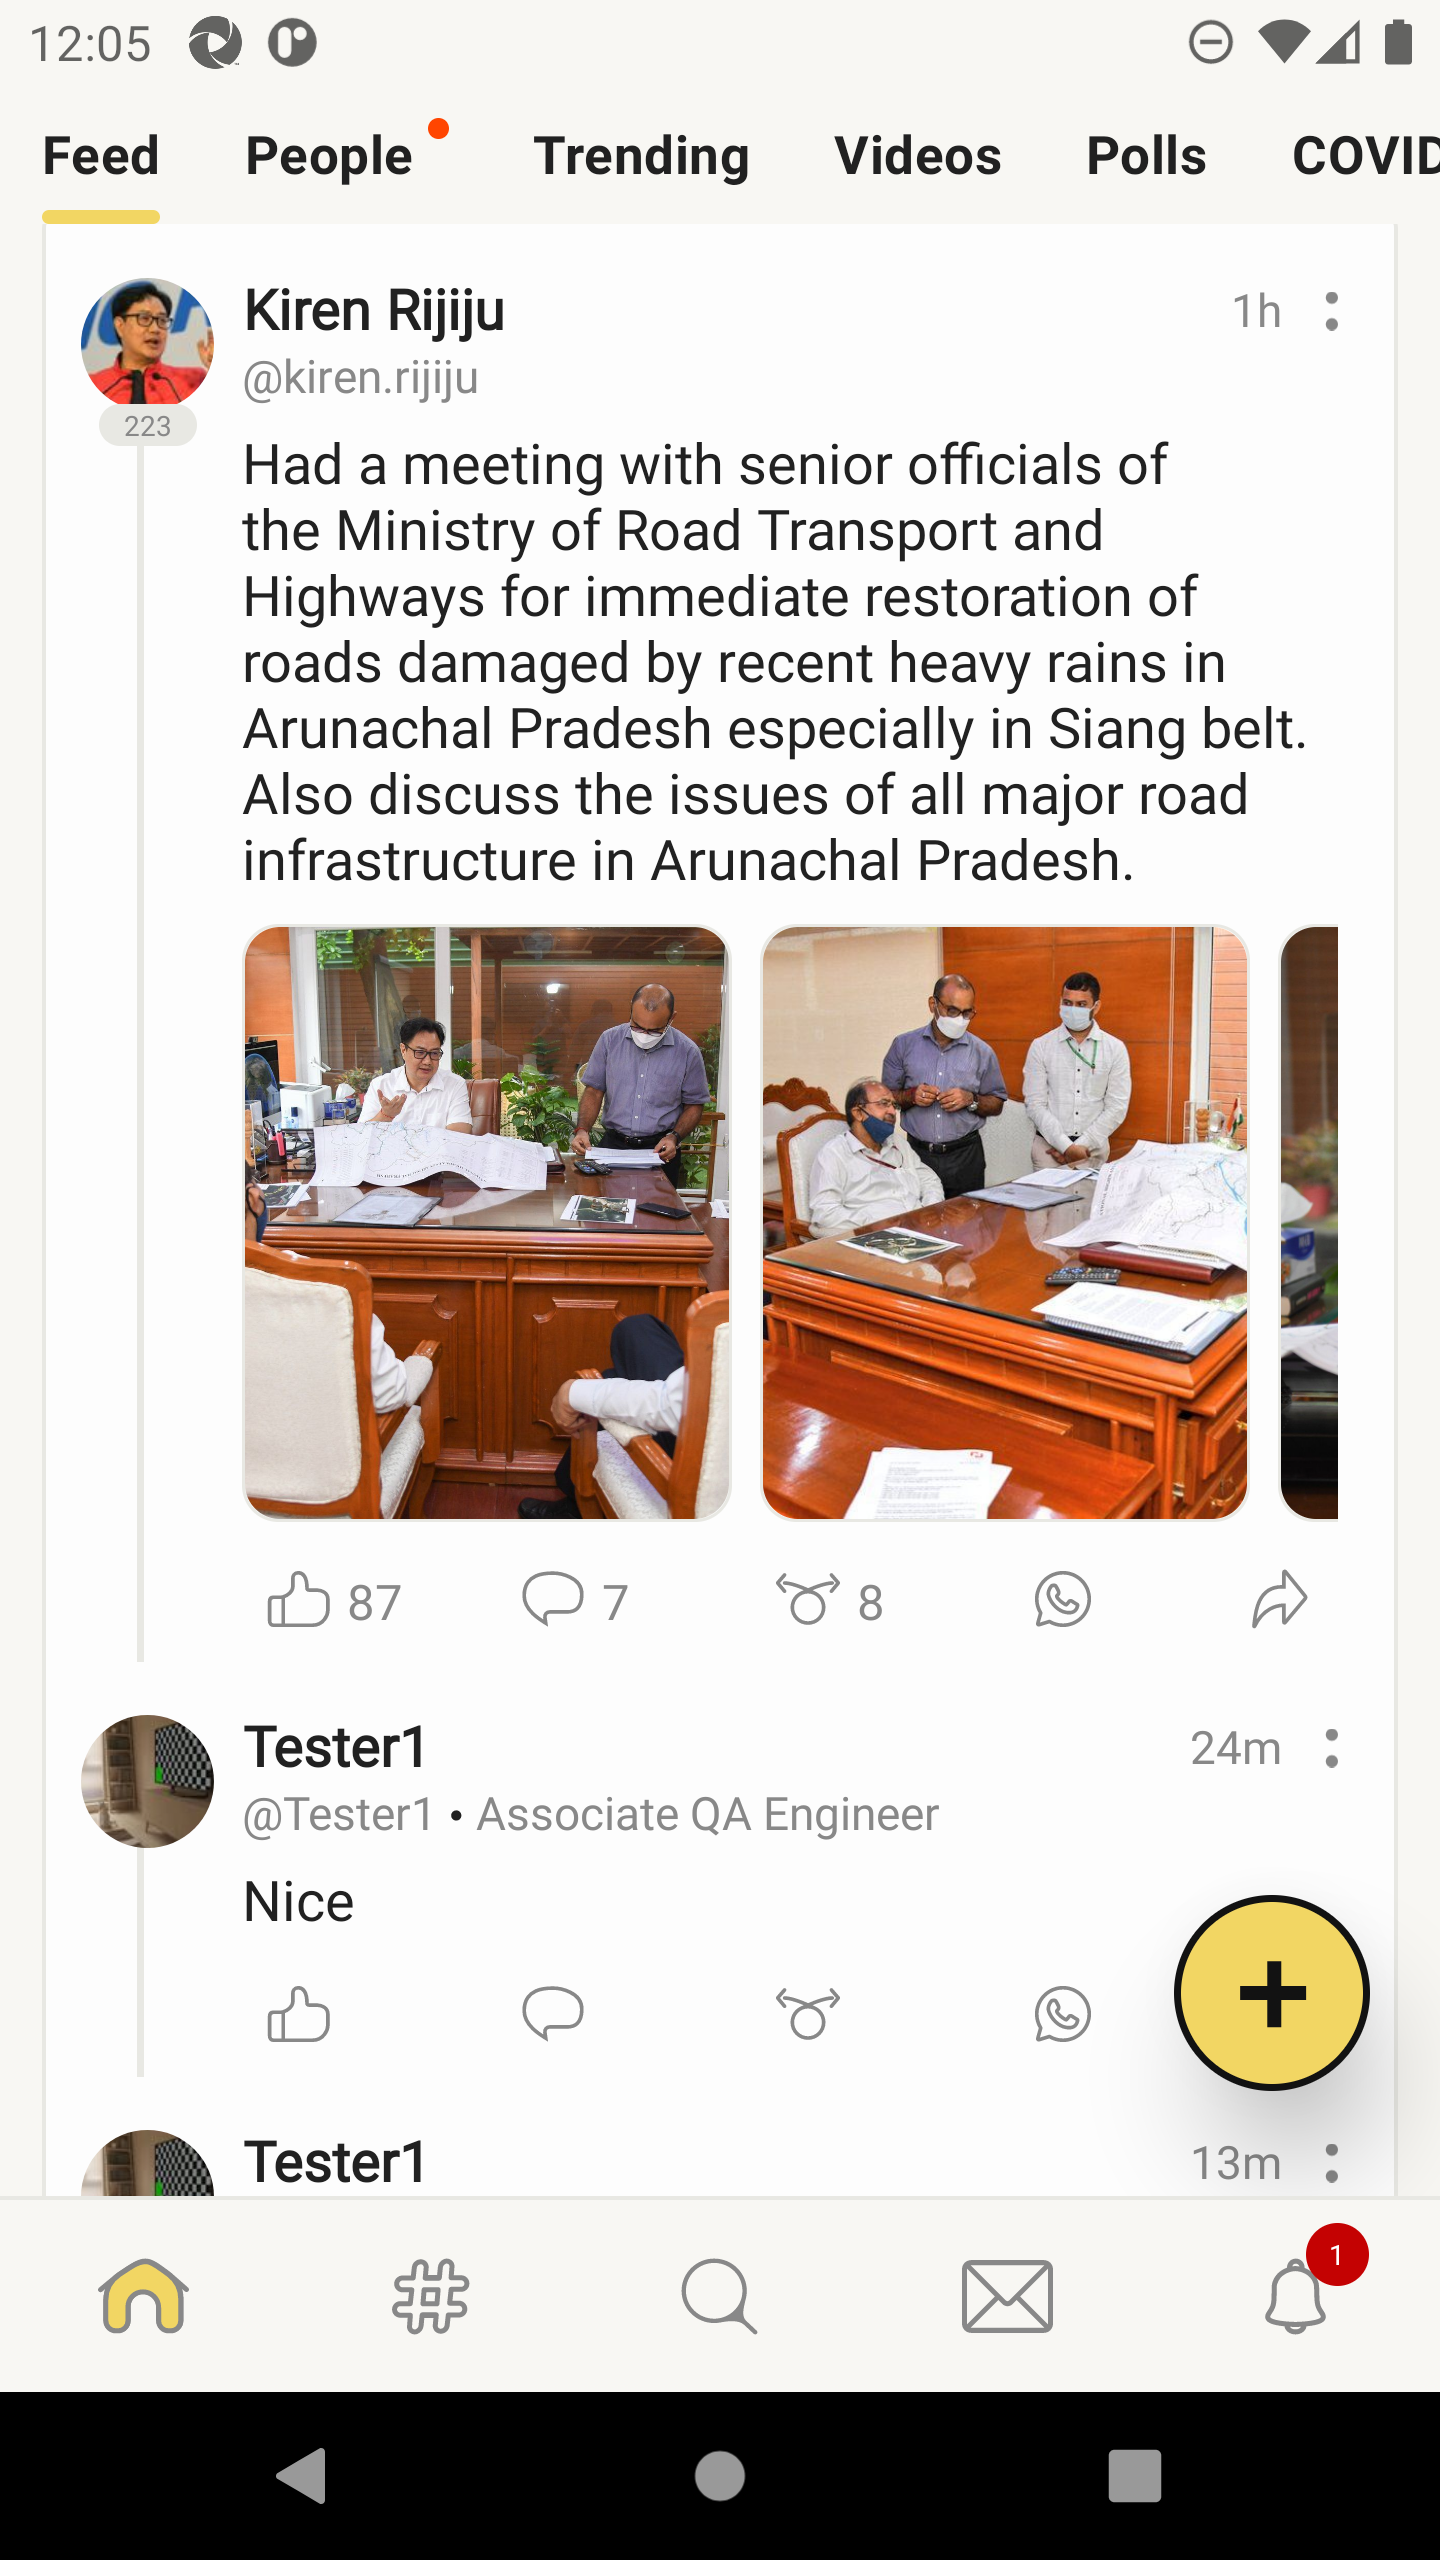 12:05
Feed People Trending Videos Polls COVID
Kiren Rijiju 1h
@kiren.rijiju
223
Had a meeting with senior officials of
the Ministry of Road Transport and
Highways for immediate restoration of
roads damaged by recent heavy rains in
Arunachal Pradesh especially in Siang belt.
Also discuss the issues of all major road
infrastructure in Arunachal Pradesh.
87 7 8
Tester1 24m
@Tester1 • Associate QA Engineer
Nice
Tester1 13m
1